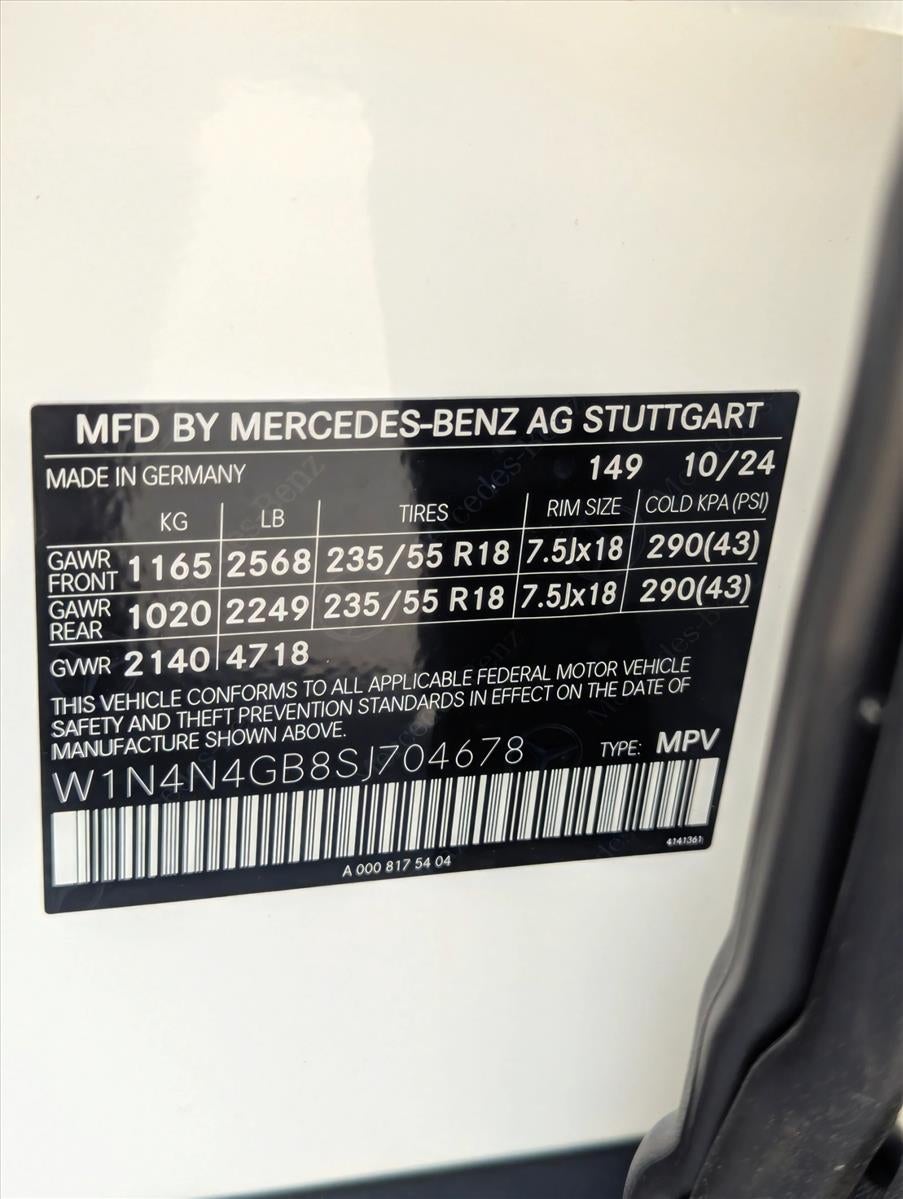 MFD BY MERCEDES-BENZ AG STUTTGART
MADE IN GERMANY 149 10/24
KG LB TIRES RIM SIZE COLD KPA (PSI)
GAWR FRONT 1165 2568 235/55 R18 7.5Jx18 290(43)
GAWR REAR 1020 2249 235/55 R18 7.5Jx18 290(43)
GVWR 2140 4718
THIS VEHICLE CONFORMS TO ALL APPLICABLE FEDERAL MOTOR VEHICLE
SAFETY AND THEFT PREVENTION STANDARDS IN EFFECT ON THE DATE OF
MANUFACTURE SHOWN ABOVE.
W1N4N4GB8SJ704678 TYPE: MPV
A 000 817 54 04 4141361